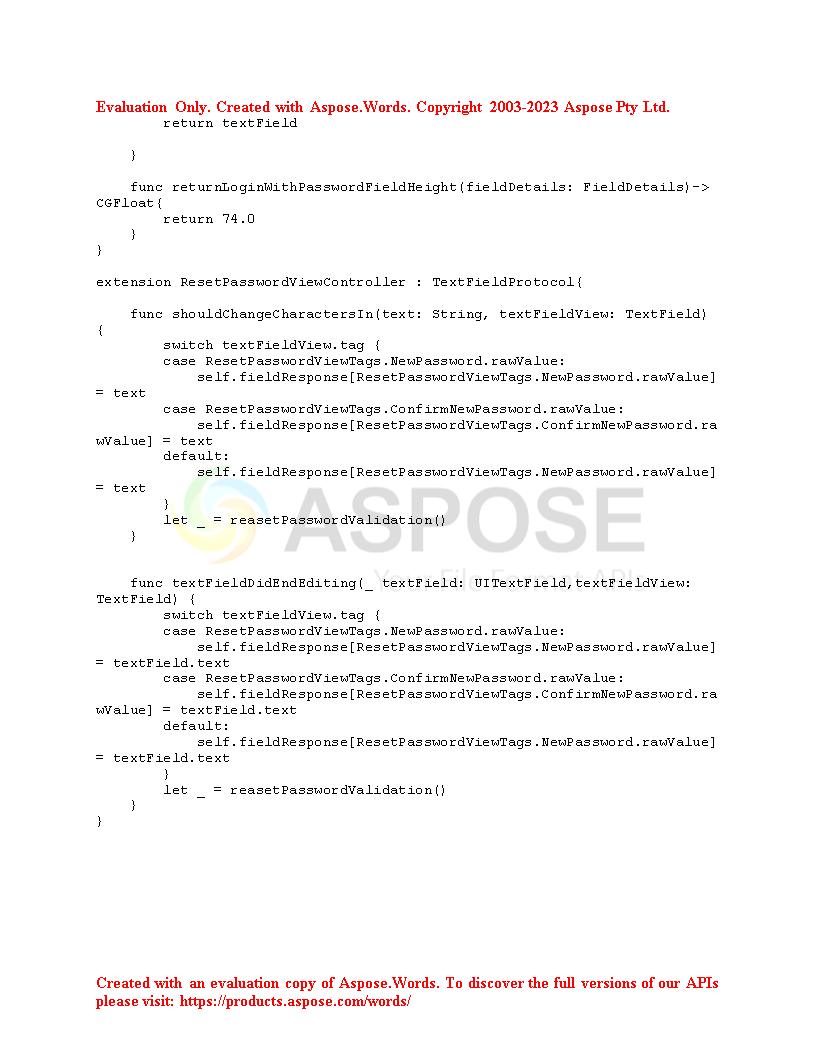 Evaluation Only. Created with Aspose.Words. Copyright 2003-2023 Aspose Pty Ltd.
        return textField

    }

    func returnLoginWithPasswordFieldHeight(fieldDetails: FieldDetails)->
CGFloat{
        return 74.0
    }
}

extension ResetPasswordViewController : TextFieldProtocol{

    func shouldChangeCharactersIn(text: String, textFieldView: TextField)
{
        switch textFieldView.tag {
        case ResetPasswordViewTags.NewPassword.rawValue:
            self.fieldResponse[ResetPasswordViewTags.NewPassword.rawValue]
= text
        case ResetPasswordViewTags.ConfirmNewPassword.rawValue:
            self.fieldResponse[ResetPasswordViewTags.ConfirmNewPassword.ra
wValue] = text
        default:
            self.fieldResponse[ResetPasswordViewTags.NewPassword.rawValue]
= text
        }
ASPOSE
        let _ = reasetPasswordValidation()
    }

Your File Format APIs
    func textFieldDidEndEditing(_ textField: UITextField,textFieldView:
TextField) {
        switch textFieldView.tag {
        case ResetPasswordViewTags.NewPassword.rawValue:
            self.fieldResponse[ResetPasswordViewTags.NewPassword.rawValue]
= textField.text
        case ResetPasswordViewTags.ConfirmNewPassword.rawValue:
            self.fieldResponse[ResetPasswordViewTags.ConfirmNewPassword.ra
wValue] = textField.text
        default:
            self.fieldResponse[ResetPasswordViewTags.NewPassword.rawValue]
= textField.text
        }
        let _ = reasetPasswordValidation()
    }
}

Created with an evaluation copy of Aspose.Words. To discover the full versions of our APIs
please visit: https://products.aspose.com/words/